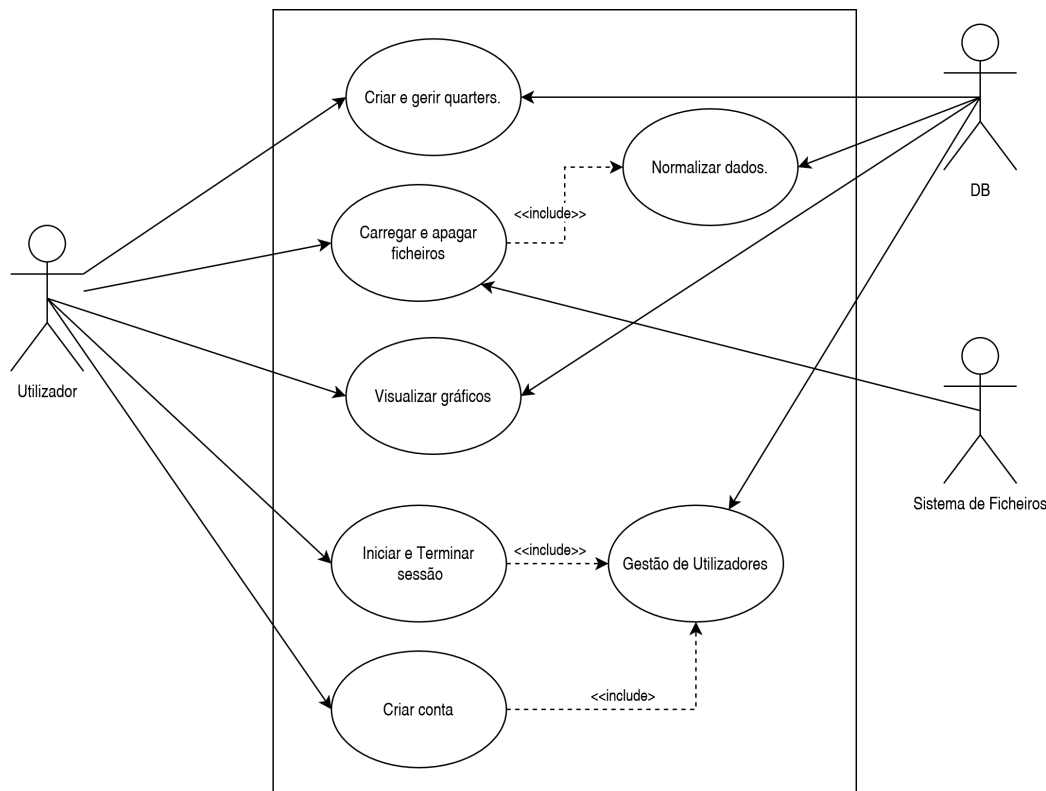 Criar e gerir quarters.
Normalizar dados.
DB
<<include>>
Carregar e apagar
ficheiros
Utilizador
Visualizar gráficos
Sistema de Ficheiros
Iniciar e Terminar
sessão
<<include>>
Gestão de Utilizadores
<<include>
Criar conta